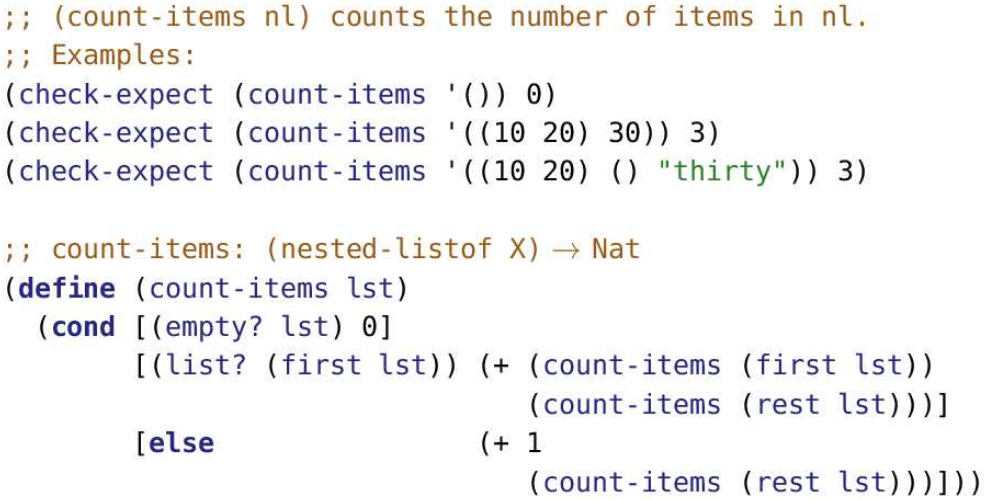 ;; (count-items nl) counts the number of items in nl.
;; Examples:
(check-expect (count-items '()) 0)
(check-expect (count-items '((10 20) 30)) 3)
(check-expect (count-items '((10 20) () "thirty")) 3)
;; count-items: (nested-listof X) → Nat
(define (count-items lst)
  (cond [(empty? lst) 0]
        [(list? (first lst)) (+ (count-items (first lst))
                                (count-items (rest lst)))]
        [else                (+ 1
                                (count-items (rest lst)))]))